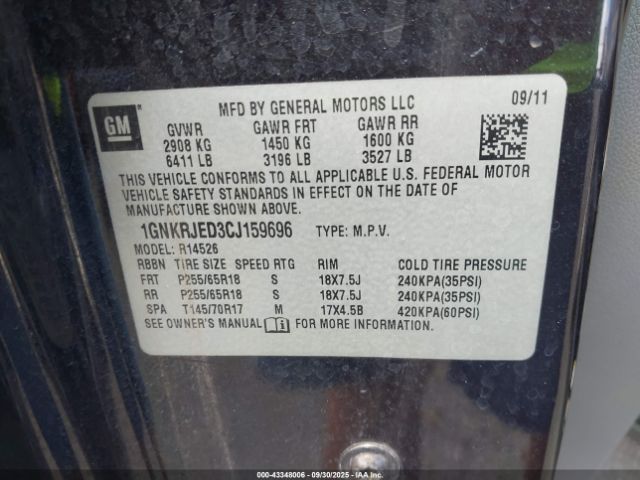 GM
MFD BY GENERAL MOTORS LLC 09/11
GVWR GAWR FRT GAWR RR
2908 KG 1450 KG 1600 KG
6411 LB 3196 LB 3527 LB
THIS VEHICLE CONFORMS TO ALL APPLICABLE U.S. FEDERAL MOTOR
VEHICLE SAFETY STANDARDS IN EFFECT ON THE DATE OF
MANUFACTURE SHOWN ABOVE.
1GNKRJED3CJ159696 TYPE: M.P.V.
MODEL: R14526
RBBN TIRE SIZE SPEED RTG RIM COLD TIRE PRESSURE
FRT P255/65R18 S 18X7.5J 240KPA(35PSI)
RR P255/65R18 S 18X7.5J 240KPA(35PSI)
SPA T145/70R17 M 17X4.5B 420KPA(60PSI)
SEE OWNER'S MANUAL FOR MORE INFORMATION.
000-43348006 - 09/30/2025 - IAAI.COM